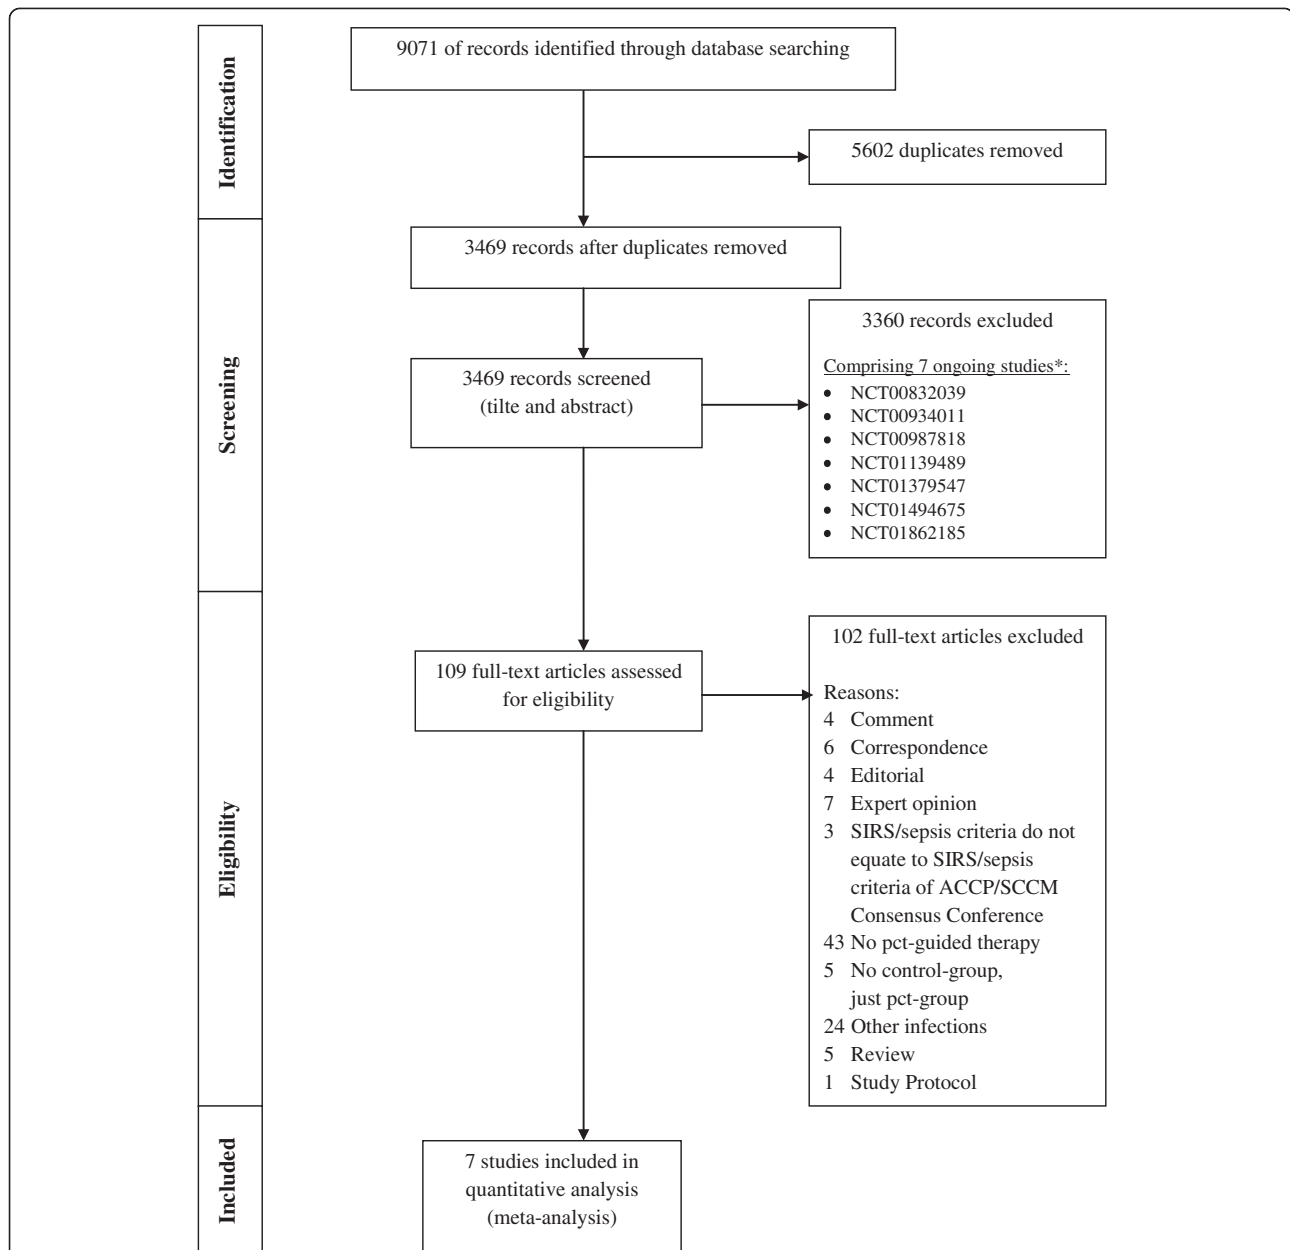 Identification
9071 of records identified through database searching
5602 duplicates removed
Screening
3469 records after duplicates removed
3469 records screened
(tilte and abstract)
3360 records excluded
Comprising 7 ongoing studies*:
• NCT00832039
• NCT00934011
• NCT00987818
• NCT01139489
• NCT01379547
• NCT01494675
• NCT01862185
Eligibility
109 full-text articles assessed
for eligibility
102 full-text articles excluded
Reasons:
4 Comment
6 Correspondence
4 Editorial
7 Expert opinion
3 SIRS/sepsis criteria do not
equate to SIRS/sepsis
criteria of ACCP/SCCM
Consensus Conference
43 No pct-guided therapy
5 No control-group,
just pct-group
24 Other infections
5 Review
1 Study Protocol
Included
7 studies included in
quantitative analysis
(meta-analysis)